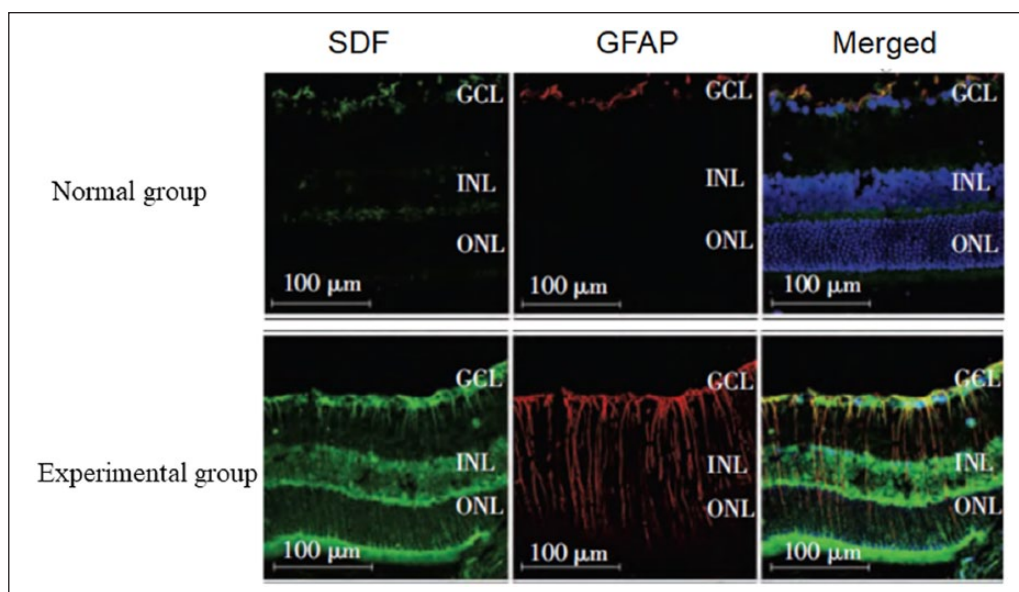 SDF GFAP Merged
Normal group
GCL GCL GCL
INL INL INL
ONL ONL ONL
100 μm 100 μm 100 μm
Experimental group
GCL GCL GCL
INL INL INL
ONL ONL ONL
100 μm 100 μm 100 μm